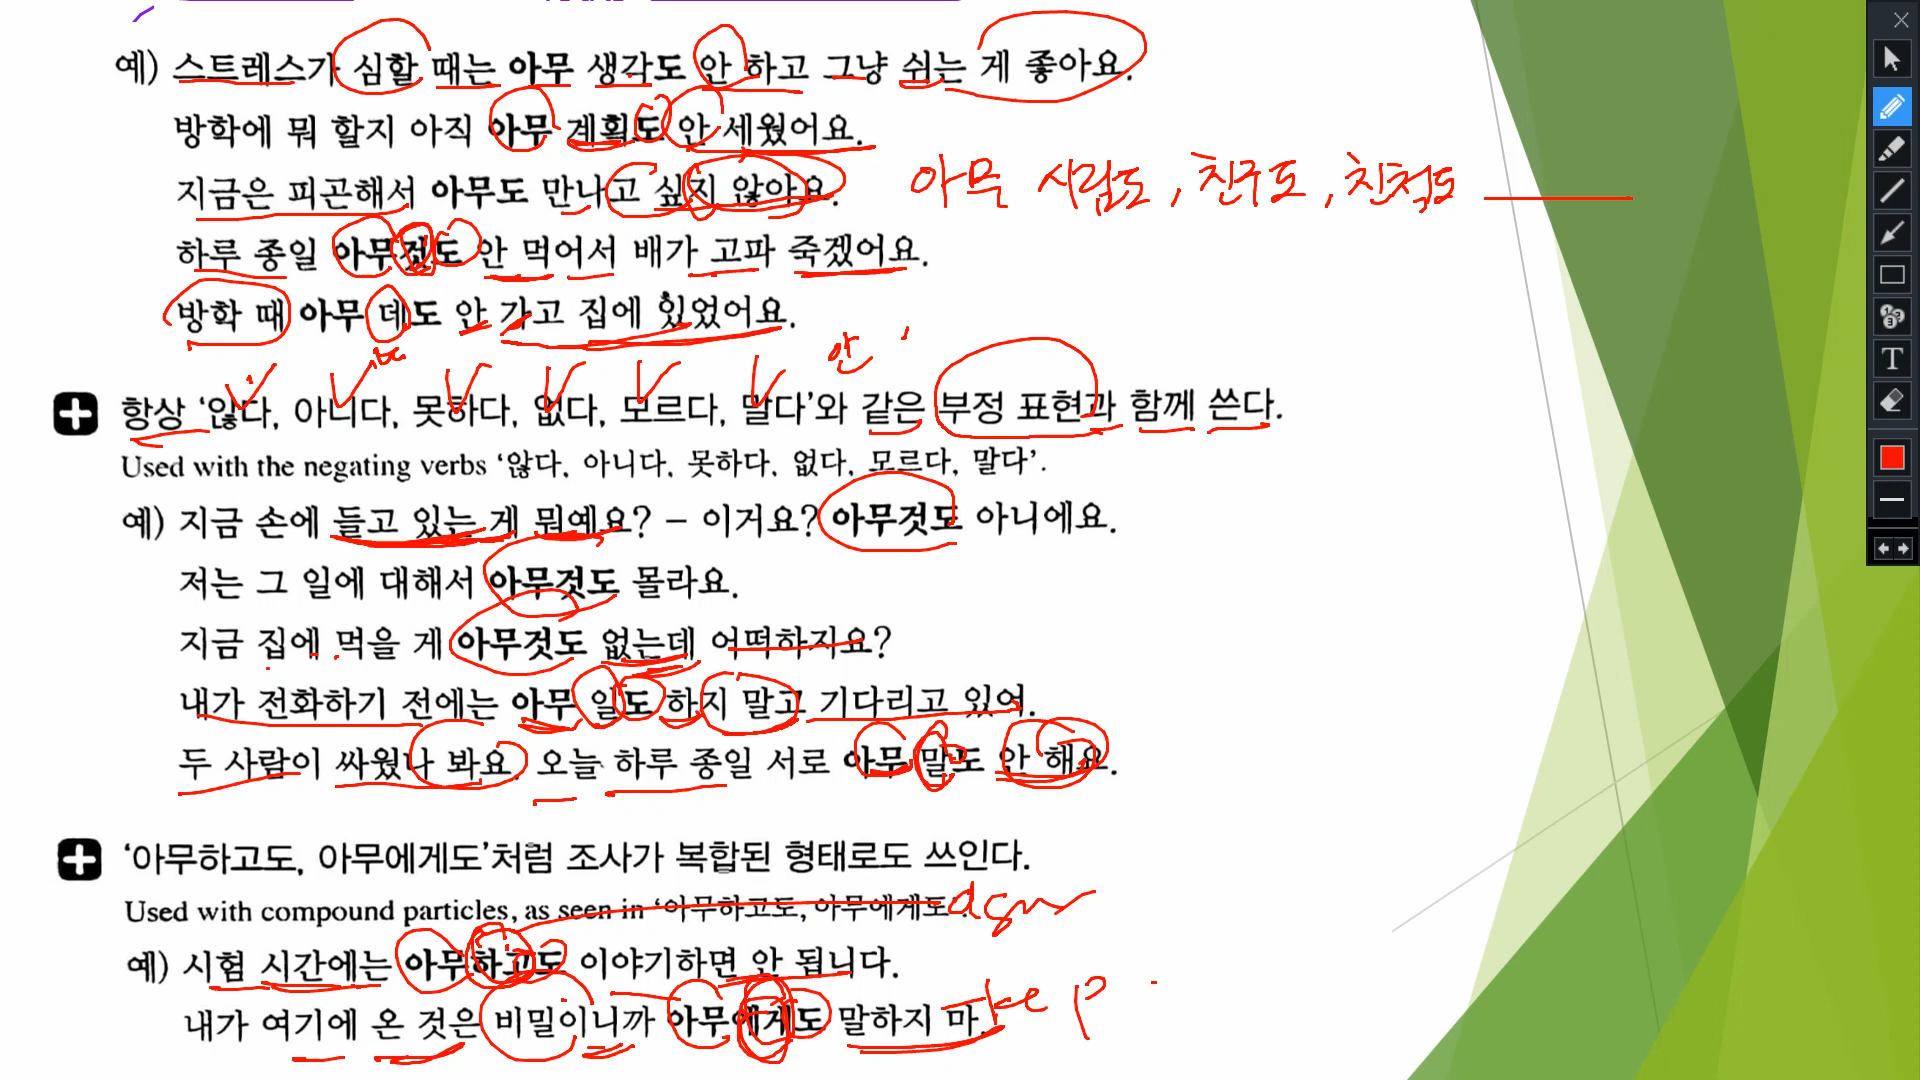 예) 스트레스가 심할 때는 아무 생각도 안 하고 그냥 쉬는 게 좋아요.
방학에 뭐 할지 아직 아무 계획도 안 세웠어요.
지금은 피곤해서 아무도 만나고 싶지 않아요.
아무 사람도, 친구도, 친척도
하루 종일 아무것도 안 먹어서 배가 고파 죽겠어요.
방학 때 아무 데도 안 가고 집에 있었어요.
안
항상 ‘않다, 아니다, 못하다, 없다, 모르다, 말다’와 같은 부정 표현과 함께 쓴다.
Used with the negating verbs ‘않다, 아니다, 못하다, 없다, 모르다, 말다’.
예) 지금 손에 들고 있는 게 뭐예요? – 이거요? 아무것도 아니에요.
저는 그 일에 대해서 아무것도 몰라요.
지금 집에 먹을 게 아무것도 없는데 어떡하지요?
내가 전화하기 전에는 아무 일도 하지 말고 기다리고 있어.
두 사람이 싸웠나 봐요. 오늘 하루 종일 서로 아무 말도 안 해요.
‘아무하고도, 아무에게도’처럼 조사가 복합된 형태로도 쓰인다.
Used with compound particles, as seen in ‘아무하고도, 아무에게도’.
예) 시험 시간에는 아무하고도 이야기하면 안 됩니다.
내가 여기에 온 것은 비밀이니까 아무에게도 말하지 마.